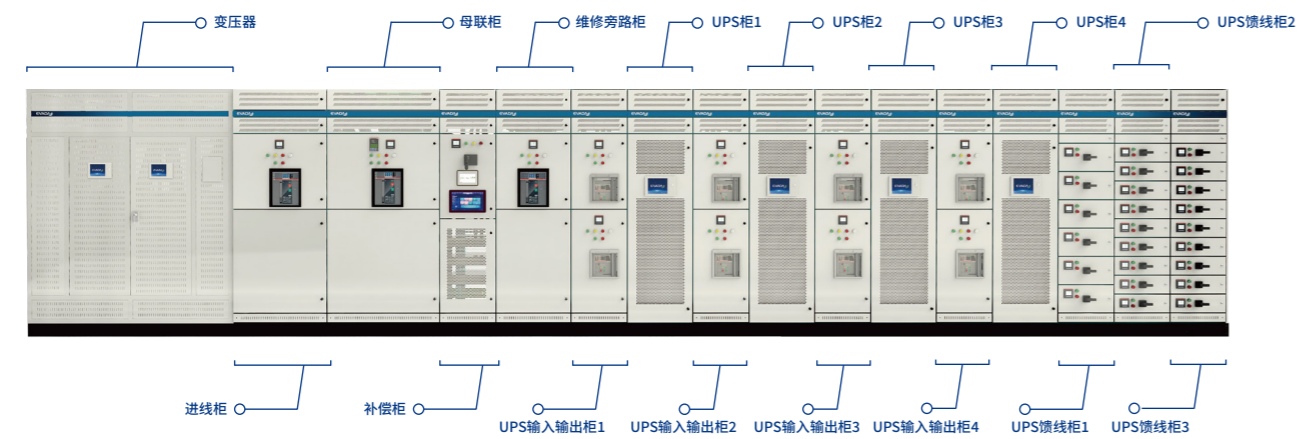 变压器
母联柜
维修旁路柜
UPS柜1
UPS柜2
UPS柜3
UPS柜4
UPS馈线柜2
进线柜
补偿柜
UPS输入输出柜1
UPS输入输出柜2
UPS输入输出柜3
UPS输入输出柜4
UPS馈线柜1
UPS馈线柜3